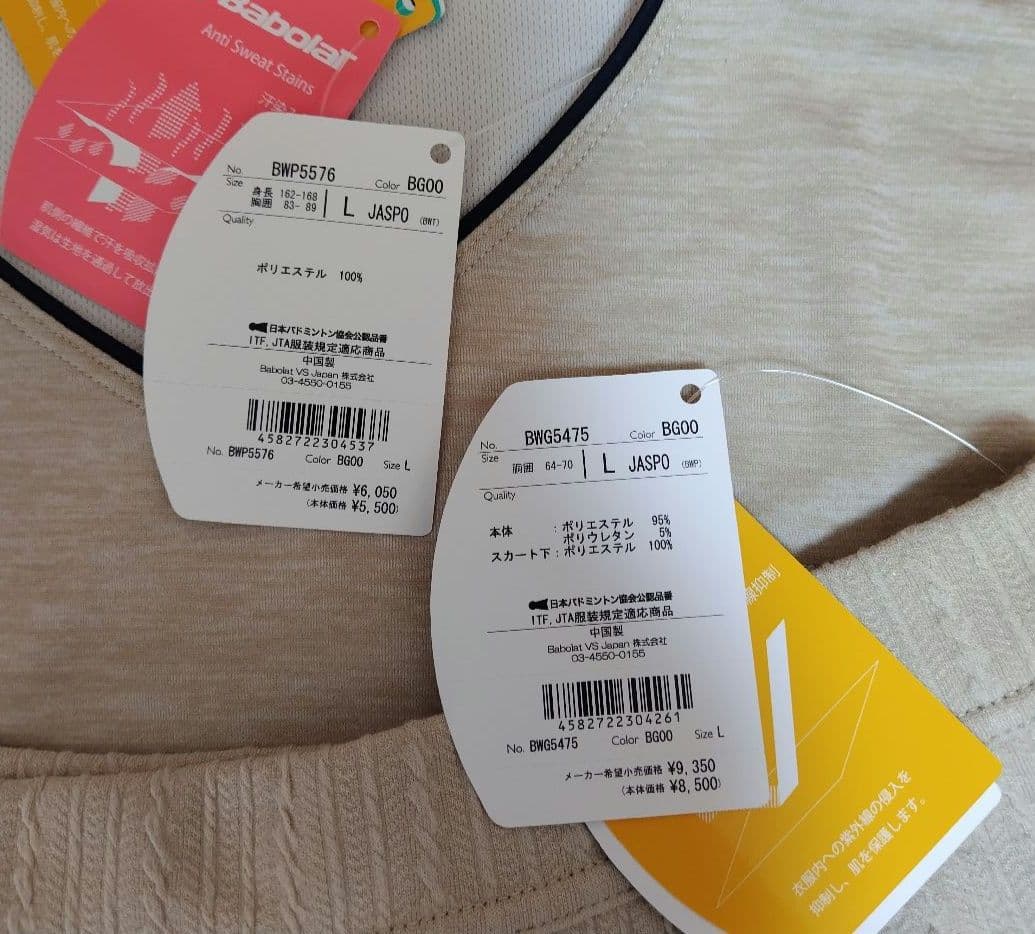 Babolat
Anti Sweat Stains
No. BWP5576 Color BG00
Size 身長 162-168 胸囲 83- 89 L JASPO (BWT)
Quality
ポリエステル 100%
日本バドミントン協会公認品番
ITF, JTA服装規定適応商品
中国製
Babolat VS Japan 株式会社
03-4550-0155
4582722304537
No. BWP5576 Color BG00 Size L
メーカー希望小売価格 ¥6,050
(本体価格 ¥5,500)
No. BWG5475 Color BG00
Size 胴囲 64-70 L JASPO (BWP)
Quality
本体 : ポリエステル 95%
ポリウレタン 5%
スカート下 : ポリエステル 100%
日本バドミントン協会公認品番
ITF, JTA服装規定適応商品
中国製
Babolat VS Japan 株式会社
03-4550-0155
4582722304261
No. BWG5475 Color BG00 Size L
メーカー希望小売価格 ¥9,350
(本体価格 ¥8,500)
衣服内への紫外線の侵入を
抑制し、肌を保護します。